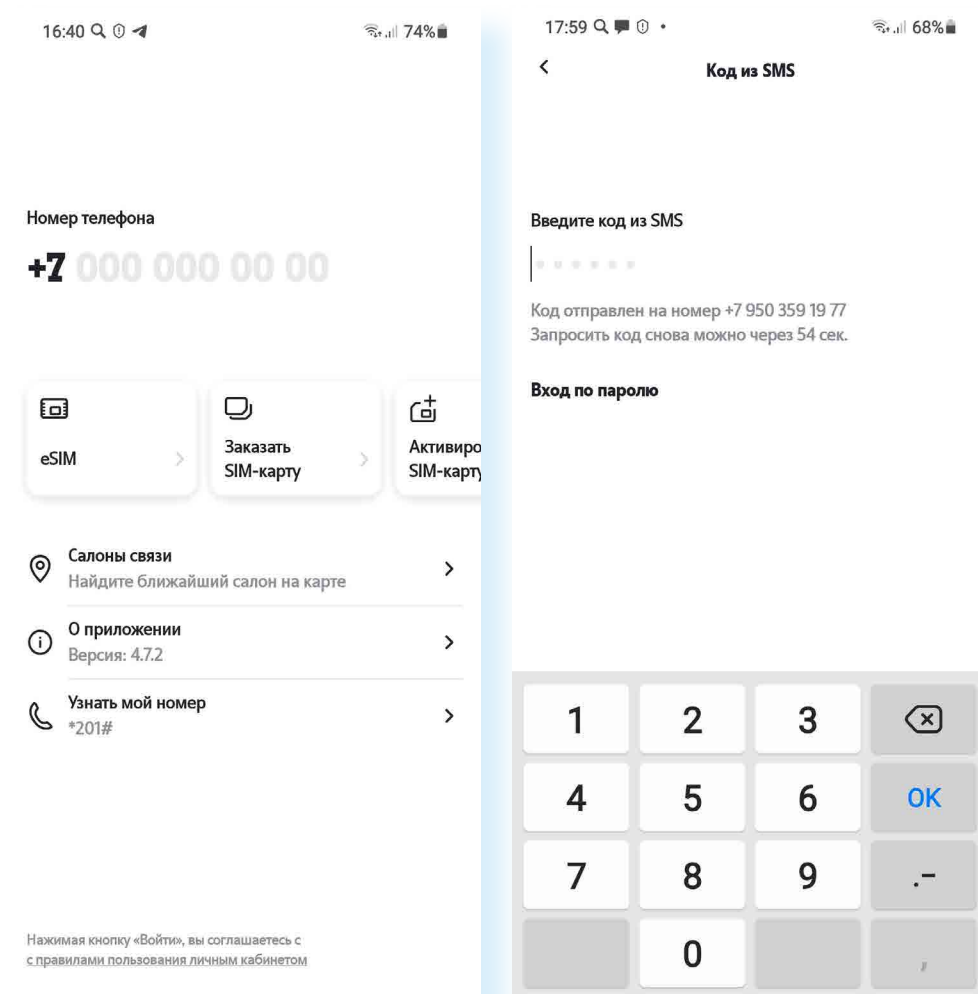 16:40
74%
Номер телефона
+7 000 000 00 00
eSIM
Заказать
SIM-карту
Активиро
SIM-карту
Салоны связи
Найдите ближайший салон на карте
О приложении
Версия: 4.7.2
Узнать мой номер
*201#
Нажимая кнопку «Войти», вы соглашаетесь с
с правилами пользования личным кабинетом
17:59
68%
Код из SMS
Введите код из SMS
Код отправлен на номер +7 950 359 19 77
Запросить код снова можно через 54 сек.
Вход по паролю
1 2 3
4 5 6 OK
7 8 9 .-
0 ,